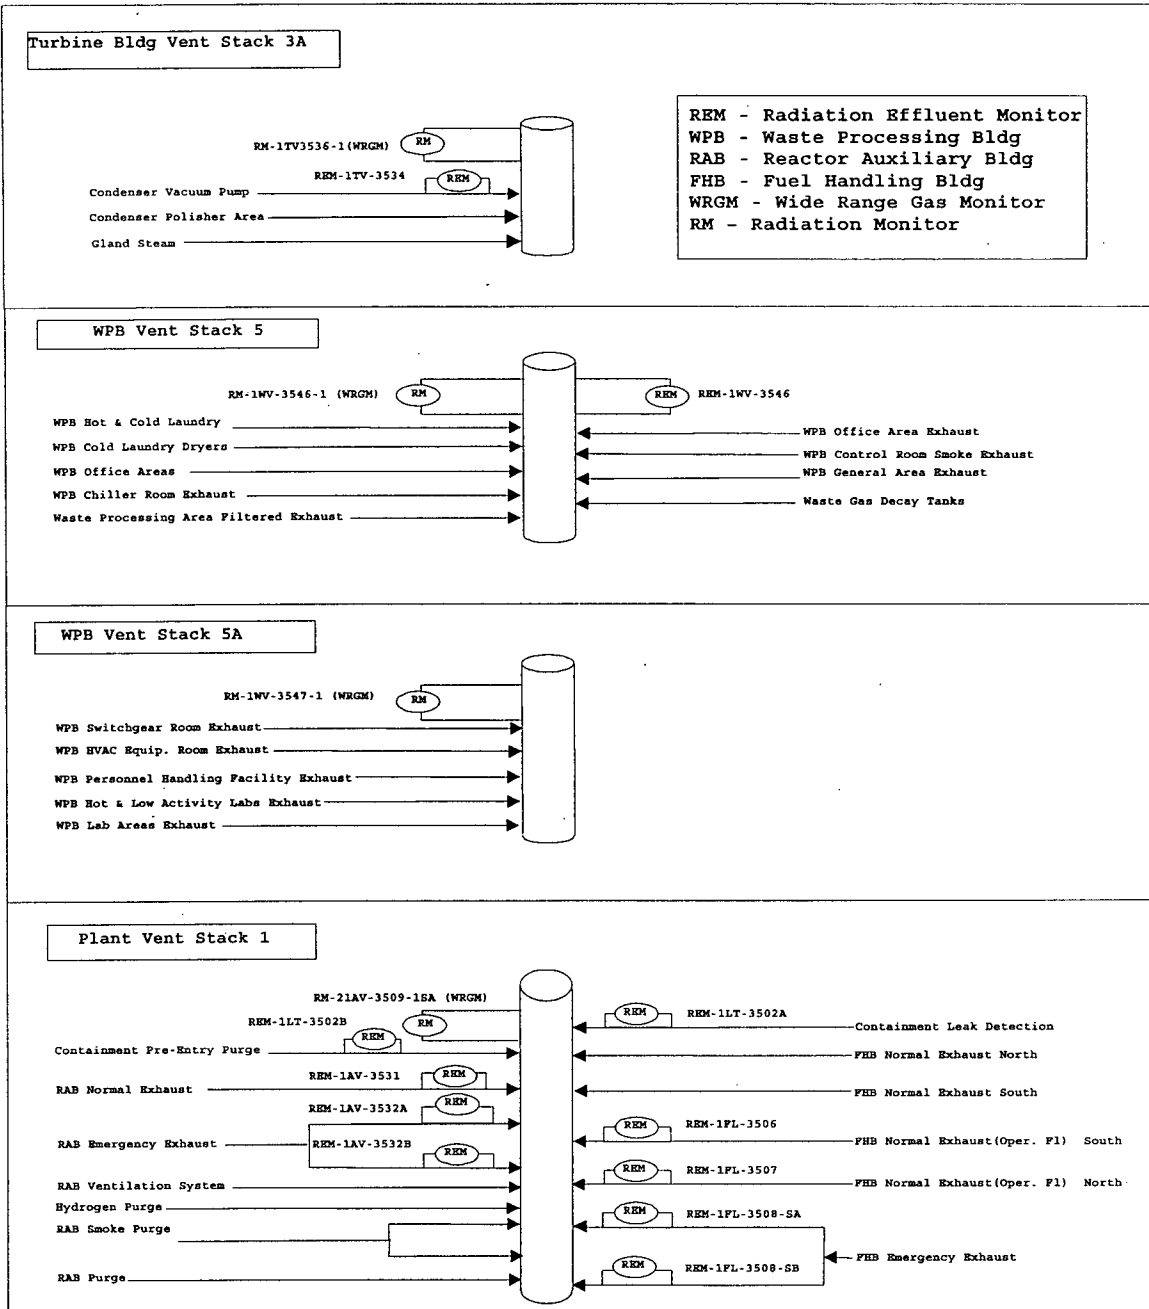 Turbine Bldg Vent Stack 3A
REM - Radiation Effluent Monitor
WPB - Waste Processing Bldg
RAB - Reactor Auxiliary Bldg
FHB - Fuel Handling Bldg
WRGM - Wide Range Gas Monitor
RM - Radiation Monitor
RM-1TV3536-1(WRGM)
RM
REM-1TV-3534
REM
Condenser Vacuum Pump
Condenser Polisher Area
Gland Steam
WPB Vent Stack 5
RM-1WV-3546-1 (WRGM)
RM
REM
REM-1WV-3546
WPB Hot & Cold Laundry
WPB Cold Laundry Dryers
WPB Office Areas
WPB Chiller Room Exhaust
Waste Processing Area Filtered Exhaust
WPB Office Area Exhaust
WPB Control Room Smoke Exhaust
WPB General Area Exhaust
Waste Gas Decay Tanks
WPB Vent Stack 5A
RM-1WV-3547-1 (WRGM)
RM
WPB Switchgear Room Exhaust
WPB HVAC Equip. Room Exhaust
WPB Personnel Handling Facility Exhaust
WPB Hot & Low Activity Labs Exhaust
WPB Lab Areas Exhaust
Plant Vent Stack 1
RM-21AV-3509-1SA (WRGM)
RM
REM-1LT-3502B
REM
Containment Pre-Entry Purge
REM-1AV-3531
REM
RAB Normal Exhaust
REM-1AV-3532A
REM
RAB Emergency Exhaust
REM-1AV-3532B
REM
RAB Ventilation System
Hydrogen Purge
RAB Smoke Purge
RAB Purge
REM
REM-1LT-3502A
Containment Leak Detection
FHB Normal Exhaust North
FHB Normal Exhaust South
REM
REM-1FL-3506
FHB Normal Exhaust(Oper. Fl) South
REM
REM-1FL-3507
FHB Normal Exhaust(Oper. Fl) North
REM
REM-1FL-3508-SA
FHB Emergency Exhaust
REM
REM-1FL-3508-SB